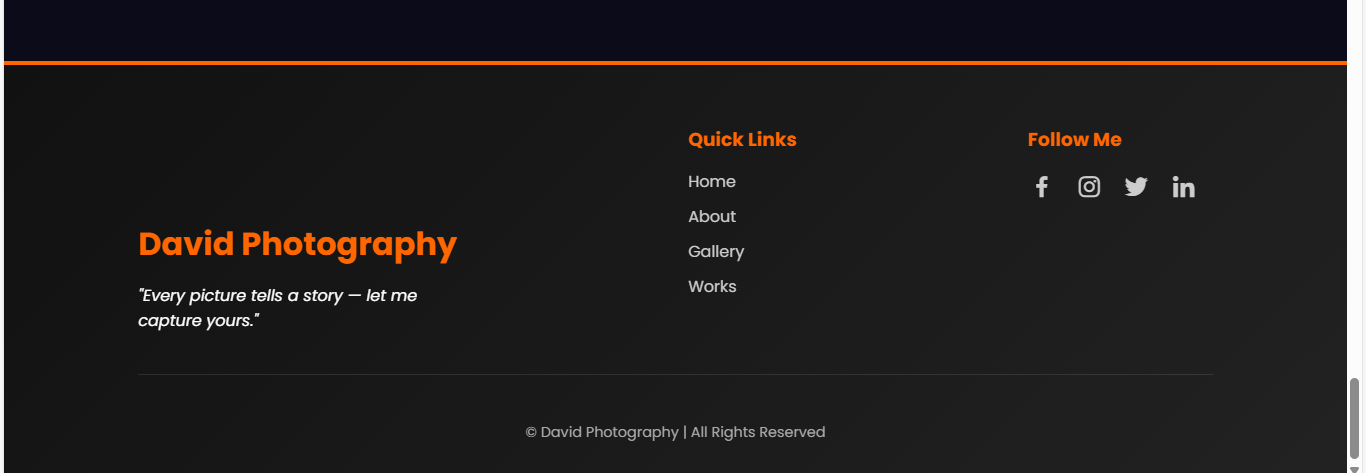 David Photography
"Every picture tells a story — let me
capture yours."
Quick Links
Home
About
Gallery
Works
Follow Me
© David Photography | All Rights Reserved